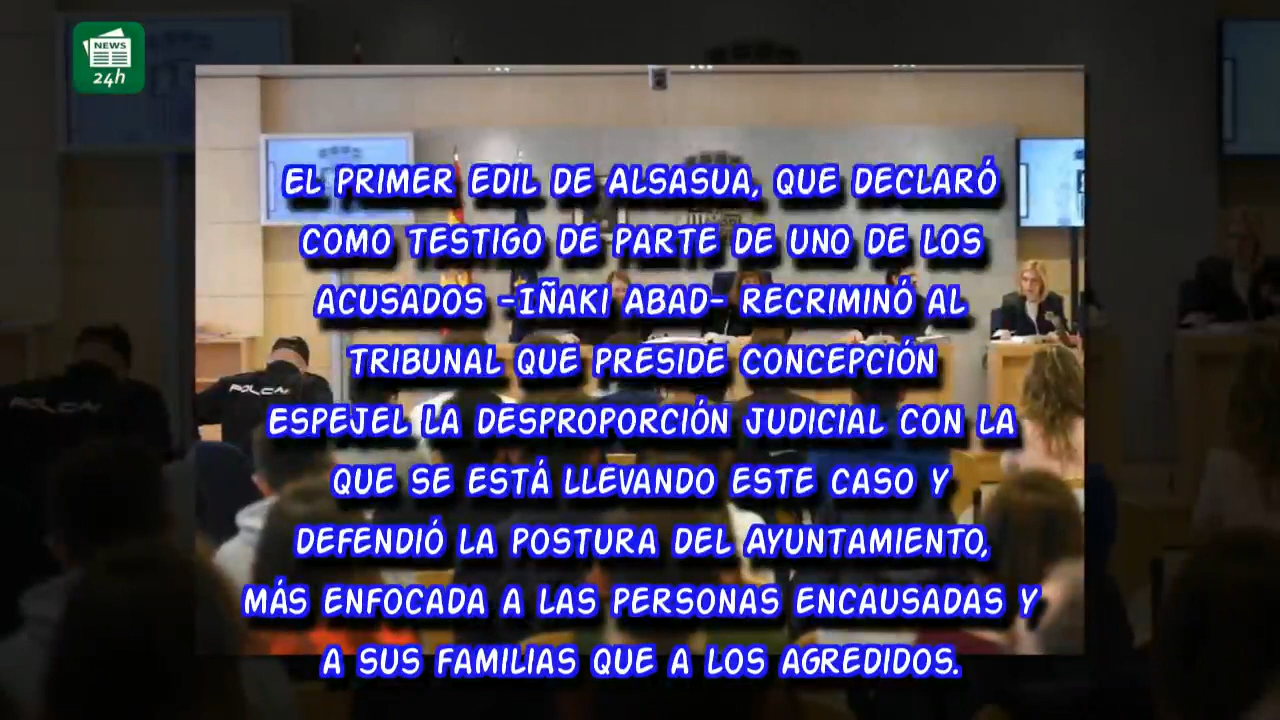 NEWS
24h
EL PRIMER EDIL DE ALSASUA, QUE DECLARÓ
COMO TESTIGO DE PARTE DE UNO DE LOS
ACUSADOS -IÑAKI ABAD- RECRIMINÓ AL
TRIBUNAL QUE PRESIDE CONCEPCIÓN
ESPEJEL LA DESPROPORCIÓN JUDICIAL CON LA
QUE SE ESTÁ LLEVANDO ESTE CASO Y
DEFENDIÓ LA POSTURA DEL AYUNTAMIENTO,
MÁS ENFOCADA A LAS PERSONAS ENCAUSADAS Y
A SUS FAMILIAS QUE A LOS AGREDIDOS.